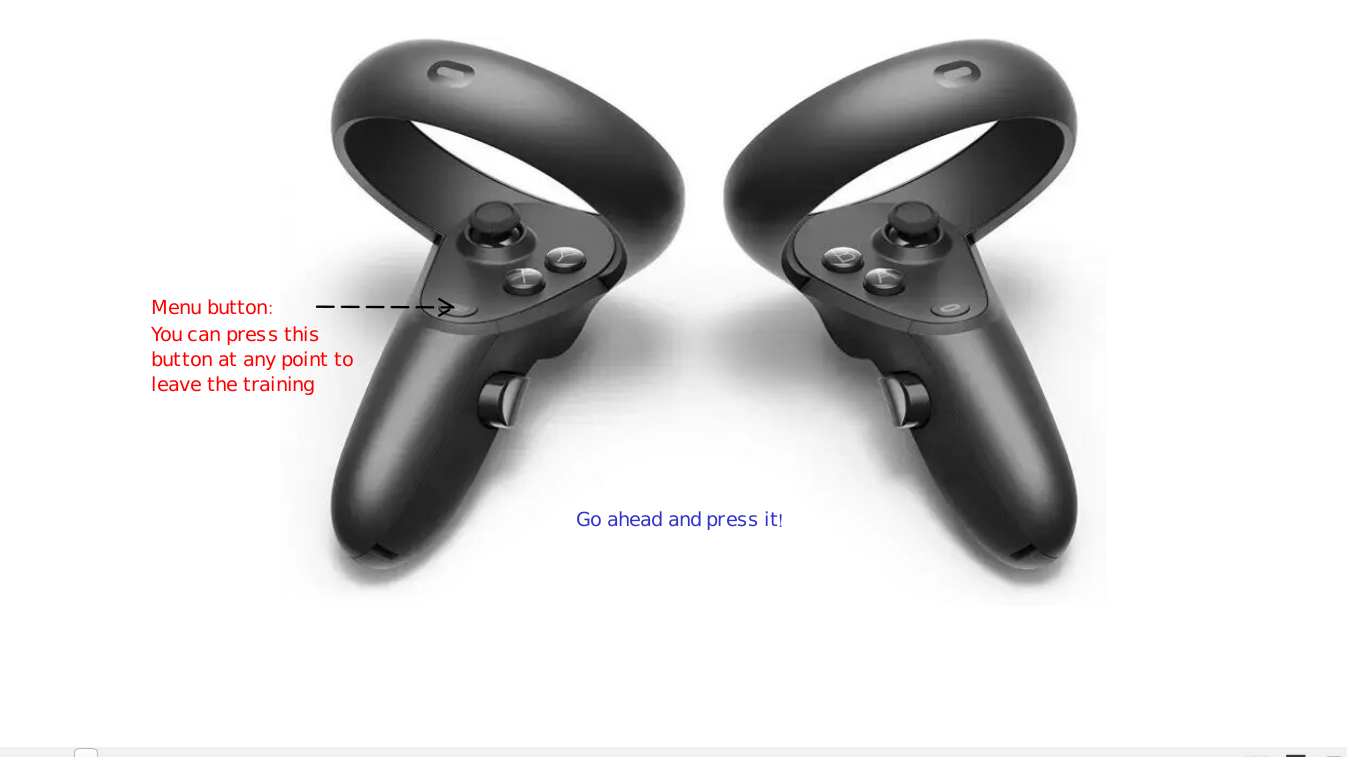 Menu button:
You can press this
button at any point to
leave the training
Y
X
B
A
Go ahead and press it!